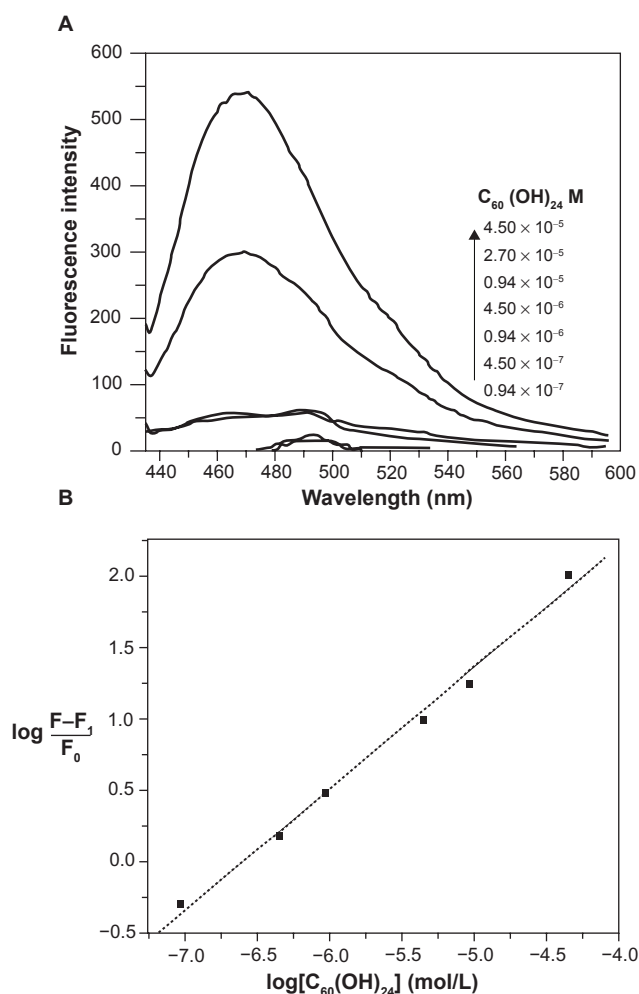 A
600
500
400
300
200
100
0
Fluorescence intensity
C₆₀ (OH)₂₄ M
4.50 × 10⁻⁵
2.70 × 10⁻⁵
0.94 × 10⁻⁵
4.50 × 10⁻⁶
0.94 × 10⁻⁶
4.50 × 10⁻⁷
0.94 × 10⁻⁷
440 460 480 500 520 540 560 580 600
Wavelength (nm)
B
2.0
1.5
1.0
0.5
0.0
−0.5
log F–F₁
F₀
−7.0 −6.5 −6.0 −5.5 −5.0 −4.5 −4.0
log[C₆₀(OH)₂₄] (mol/L)